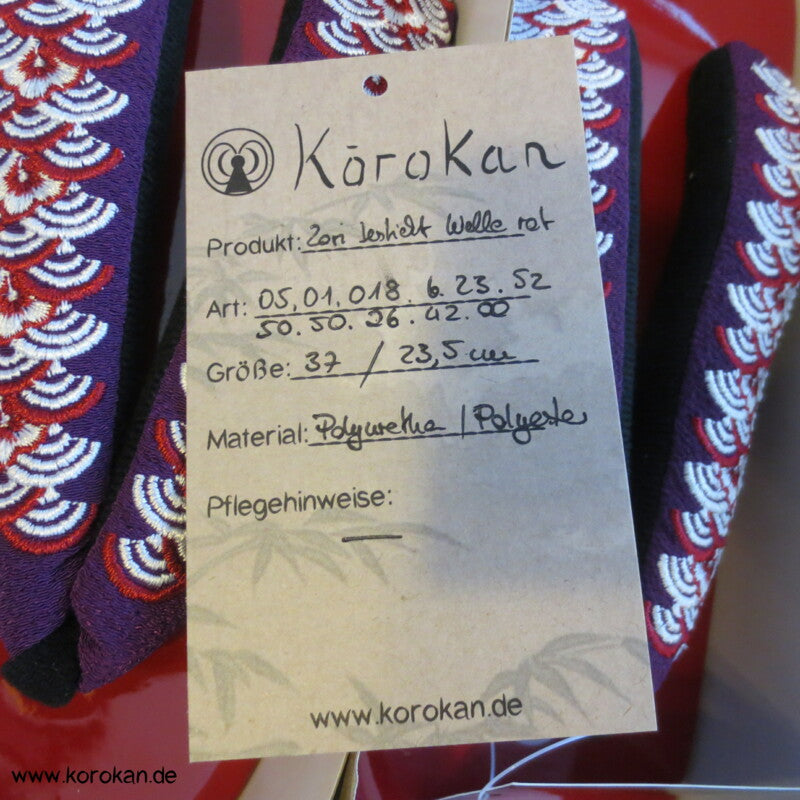 KōroKan
Produkt: Zori bestickt Welle rot
Art: 05.01.018.6.23.52
50.50.26.42.00
Größe: 37 / 23,5 cm
Material: Polyurethan / Polyester
Pflegehinweise:
—
www.korokan.de
www.korokan.de